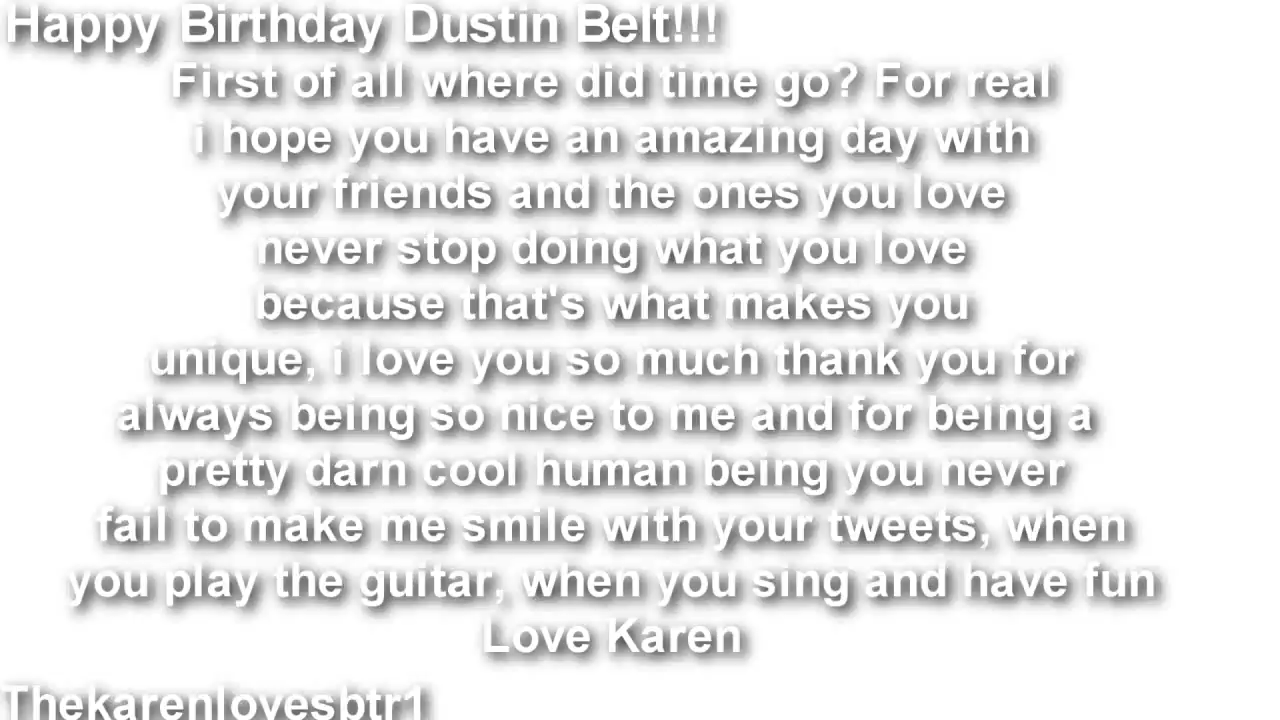 Happy Birthday Dustin Belt!!!
First of all where did time go? For real
i hope you have an amazing day with
your friends and the ones you love
never stop doing what you love
because that's what makes you
unique, i love you so much thank you for
always being so nice to me and for being a
pretty darn cool human being you never
fail to make me smile with your tweets, when
you play the guitar, when you sing and have fun
Love Karen
Thekarenlovesbtr1